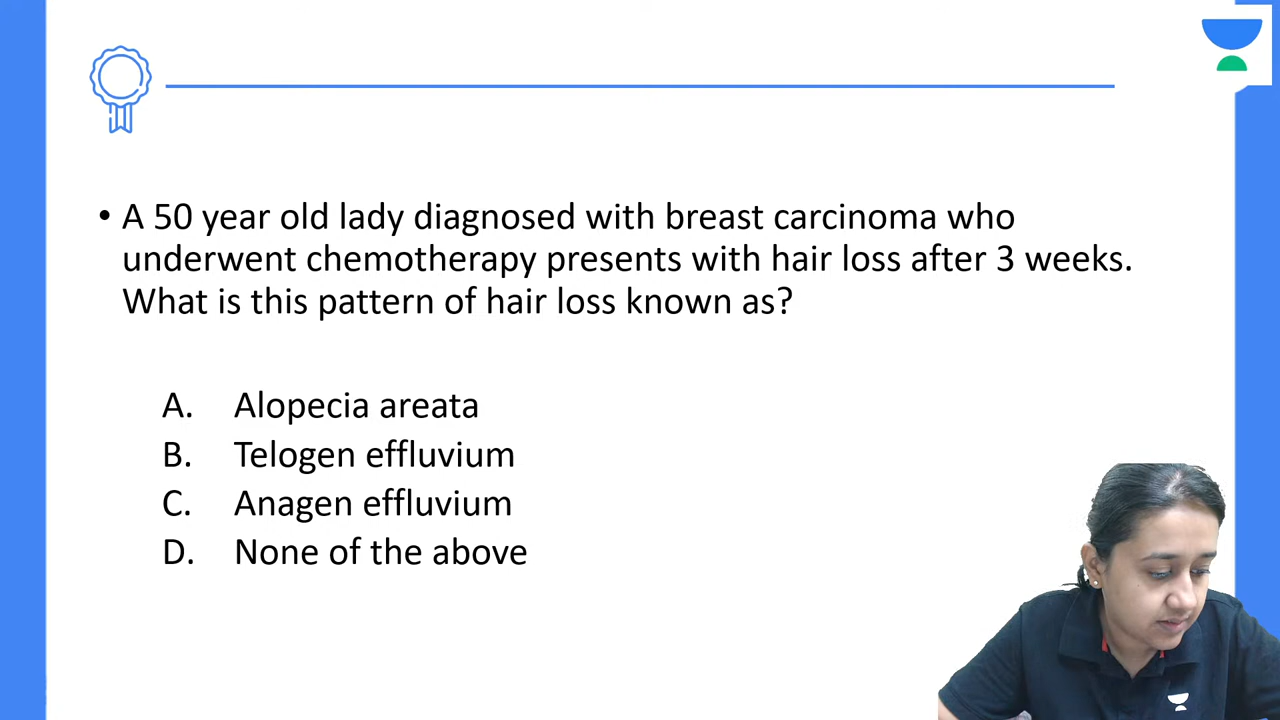 • A 50 year old lady diagnosed with breast carcinoma who
underwent chemotherapy presents with hair loss after 3 weeks.
What is this pattern of hair loss known as?
A. Alopecia areata
B. Telogen effluvium
C. Anagen effluvium
D. None of the above